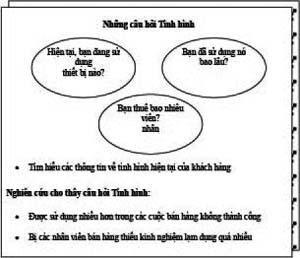 Những câu hỏi Tình hình
Hiện tại, bạn đang sử
dụng
thiết bị nào?
Bạn đã sử dụng nó
bao lâu?
Bạn thuê bao nhiêu
viên?
nhân
• Tìm hiểu các thông tin về tình hình hiện tại của khách hàng
Nghiên cứu cho thấy câu hỏi Tình hình:
• Được sử dụng nhiều hơn trong các cuộc bán hàng không thành công
• Bị các nhân viên bán hàng thiếu kinh nghiệm lạm dụng quá nhiều